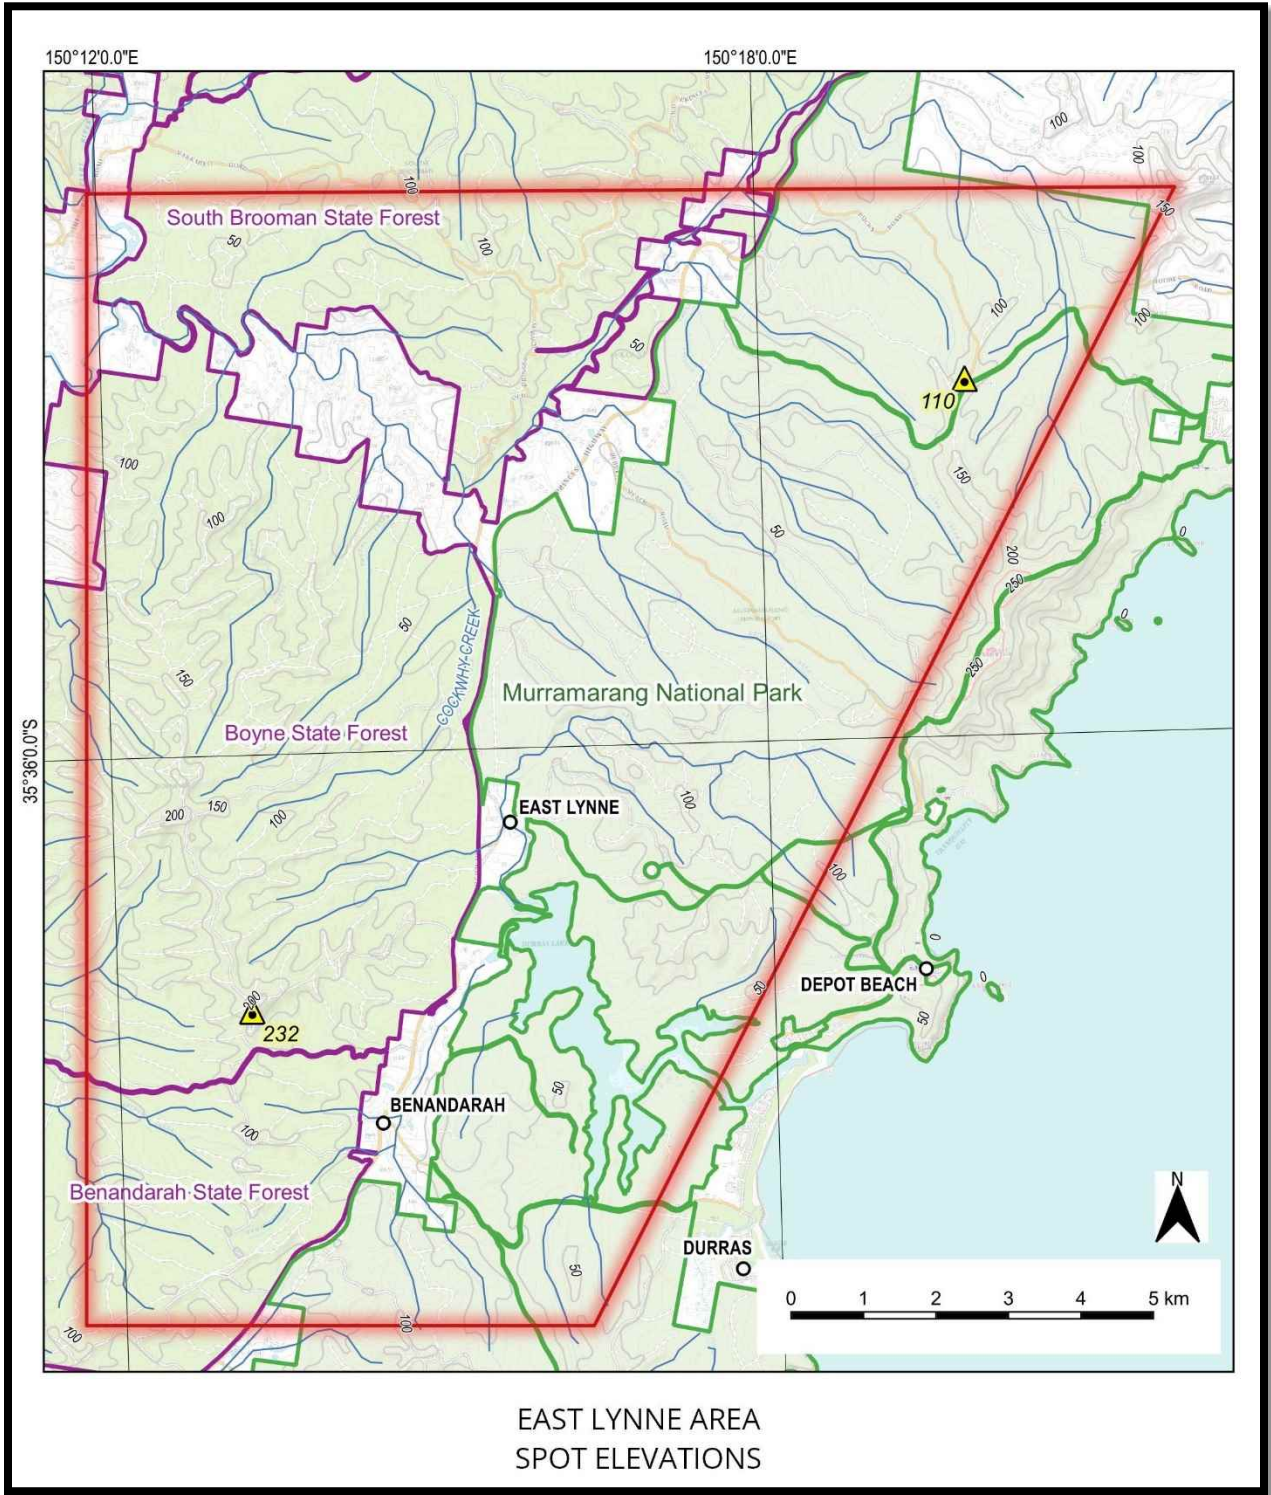 150°12'0.0"E
150°18'0.0"E
100
100
100
150
South Brooman State Forest
50
100
100
100
50
110
100
150
100
50
0
200
250
0
50
COCKWHY CREEK
250
150
Murramarang National Park
Boyne State Forest
35°36'0.0"S
200
150
100
100
EAST LYNNE
100
0
DEPOT BEACH
0
50
200
232
50
50
BENANDARAH
100
Benandarah State Forest
N
DURRAS
50
100
100
0 1 2 3 4 5 km
EAST LYNNE AREA
SPOT ELEVATIONS